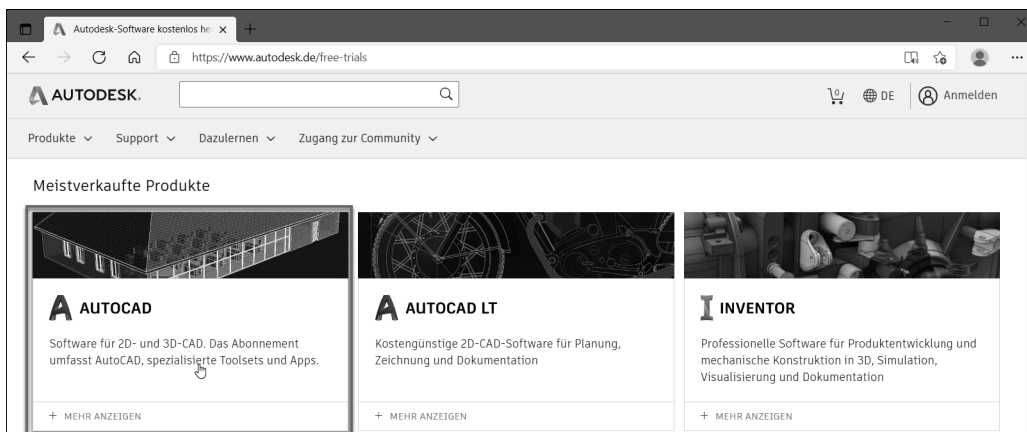 Autodesk-Software kostenlos he
https://www.autodesk.de/free-trials
AUTODESK.
0
DE
Anmelden
Produkte
Support
Dazulernen
Zugang zur Community
Meistverkaufte Produkte
AUTOCAD
Software für 2D- und 3D-CAD. Das Abonnement
umfasst AutoCAD, spezialisierte Toolsets und Apps.
+ MEHR ANZEIGEN
AUTOCAD LT
Kostengünstige 2D-CAD-Software für Planung,
Zeichnung und Dokumentation
+ MEHR ANZEIGEN
INVENTOR
Professionelle Software für Produktentwicklung und
mechanische Konstruktion in 3D, Simulation,
Visualisierung und Dokumentation
+ MEHR ANZEIGEN